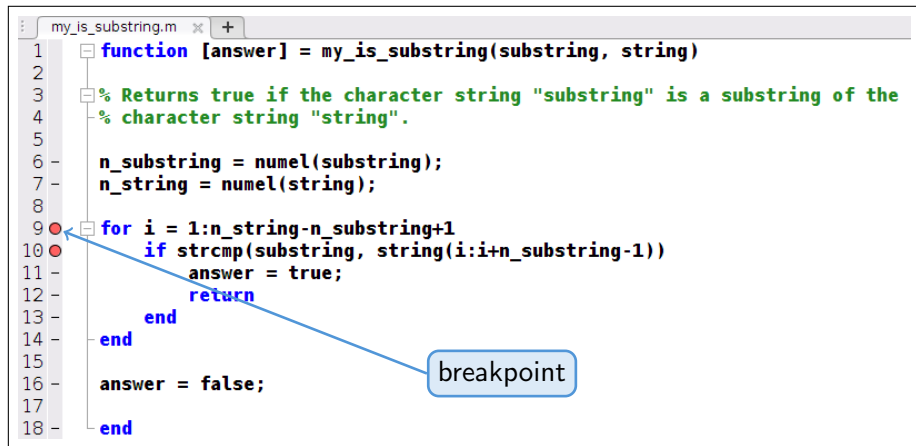 my_is_substring.m × +
1 function [answer] = my_is_substring(substring, string)
2
3 % Returns true if the character string "substring" is a substring of the
4 % character string "string".
5
6 – n_substring = numel(substring);
7 – n_string = numel(string);
8
9 for i = 1:n_string-n_substring+1
10 if strcmp(substring, string(i:i+n_substring-1))
11 – answer = true;
12 – return
13 – end
14 – end
15
breakpoint
16 – answer = false;
17
18 – end